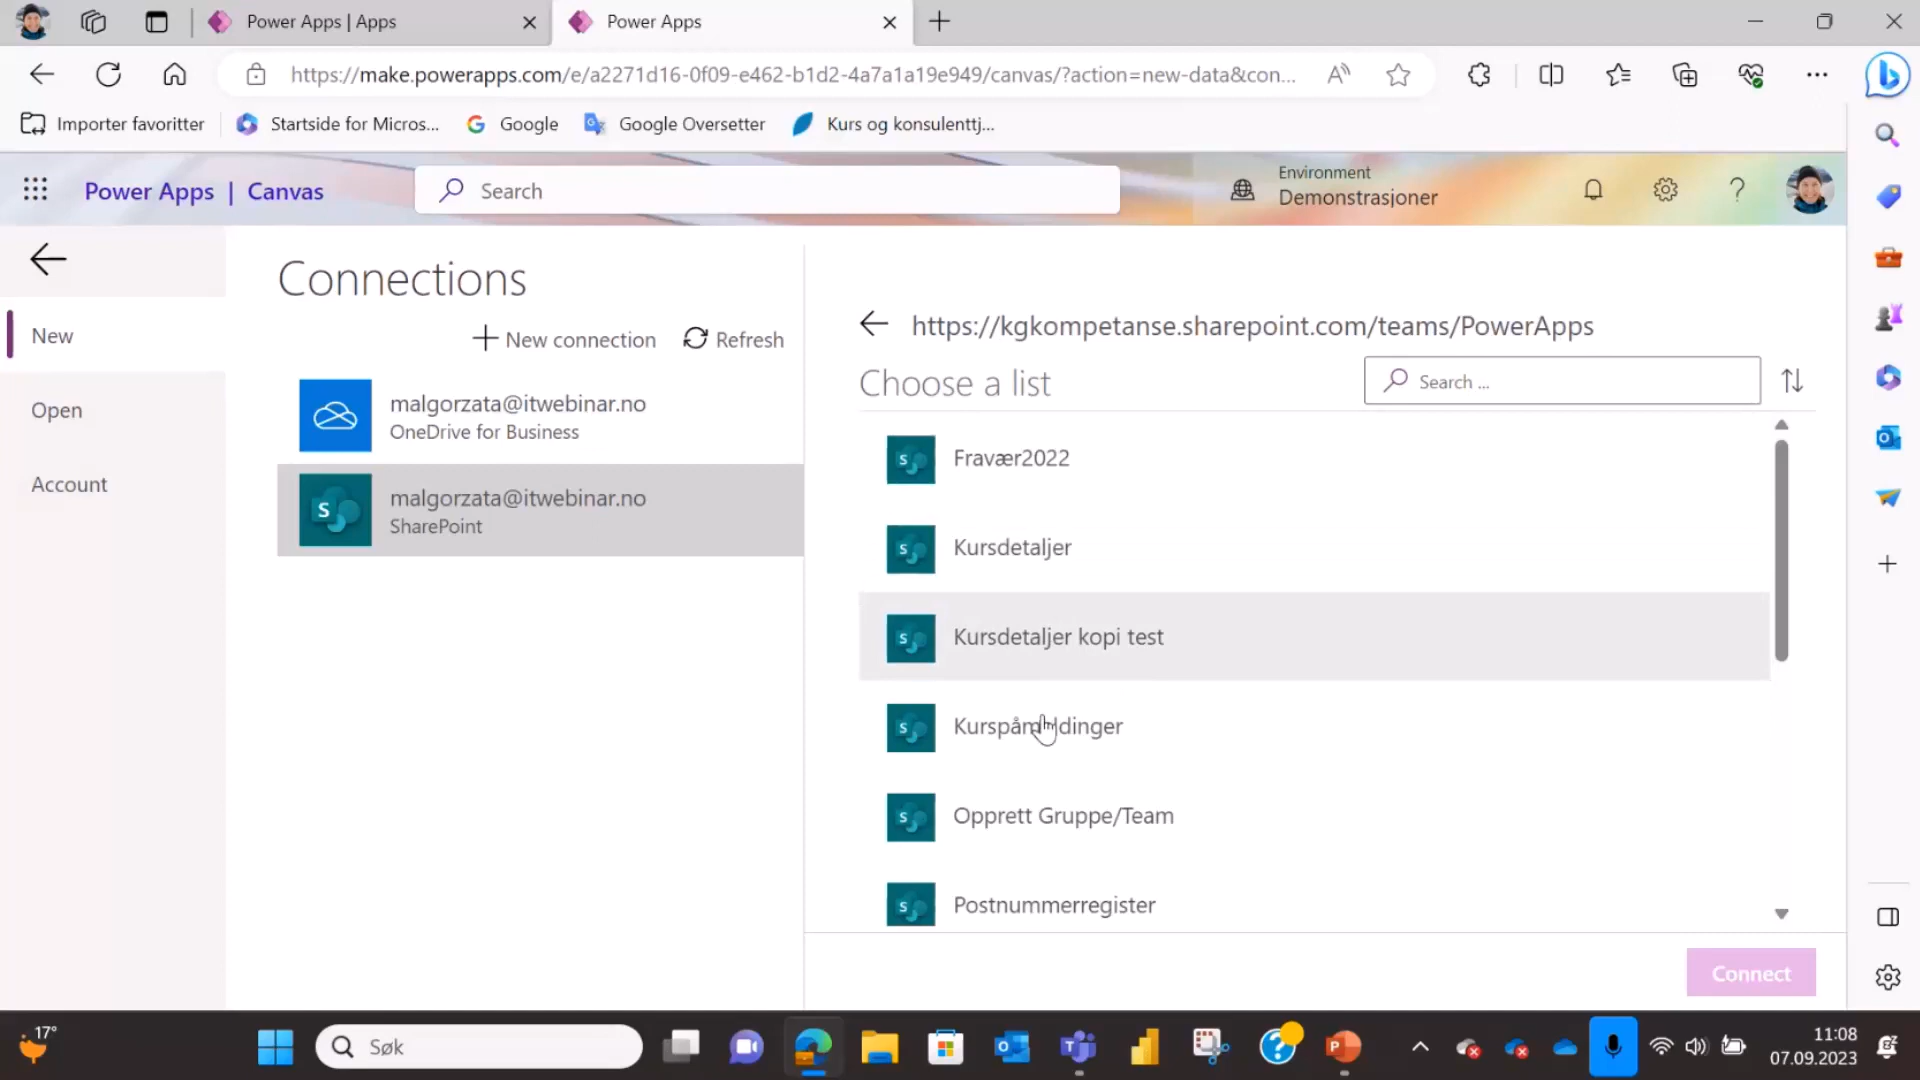 Power Apps | Apps
Power Apps
https://make.powerapps.com/e/a2271d16-0f09-e462-b1d2-4a7a1a19e949/canvas/?action=new-data&con...
Importer favoritter
Startside for Micros...
Google
Google Oversetter
Kurs og konsulenttj...
Power Apps | Canvas
Search
Environment
Demonstrasjoner
Connections
New connection
Refresh
New
Open
Account
malgorzata@itwebinar.no
OneDrive for Business
malgorzata@itwebinar.no
SharePoint
https://kgkompetanse.sharepoint.com/teams/PowerApps
Choose a list
Search ...
Fravær2022
Kursdetaljer
Kursdetaljer kopi test
Kurspåmeldinger
Opprett Gruppe/Team
Postnummerregister
Connect
17°
Søk
11:08
07.09.2023